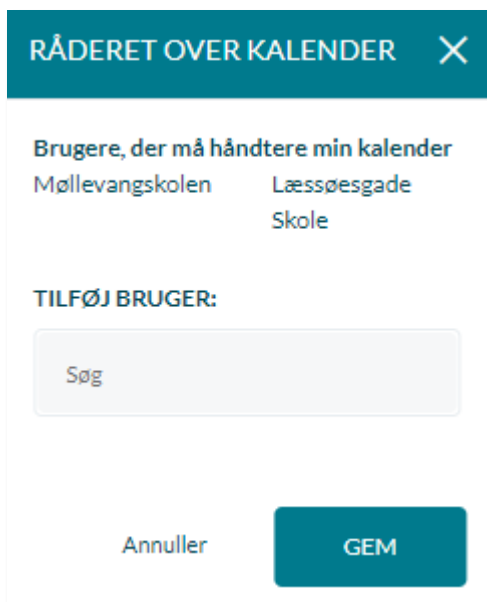 RÅDERET OVER KALENDER
Brugere, der må håndtere min kalender
Møllevangskolen
Læssøesgade
Skole
TILFØJ BRUGER:
Søg
Annuller
GEM